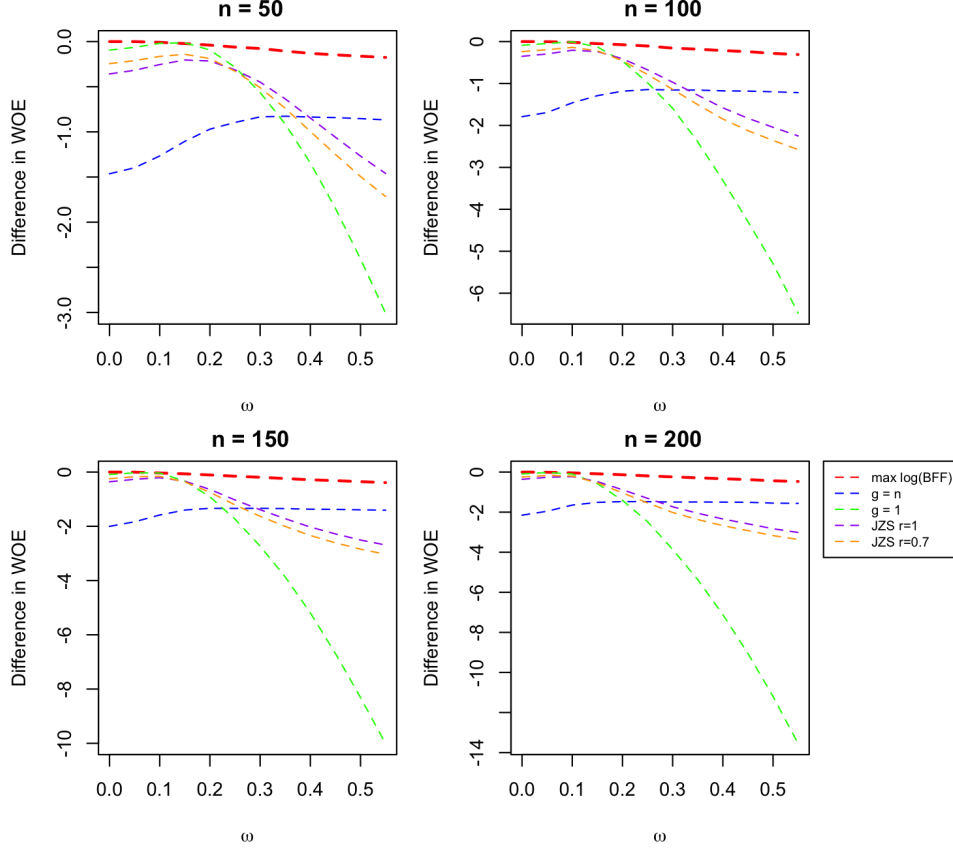 n = 50
Difference in WOE
0.0
-1.0
-2.0
-3.0
0.0 0.1 0.2 0.3 0.4 0.5
ω
n = 100
Difference in WOE
0
-1
-2
-3
-4
-5
-6
0.0 0.1 0.2 0.3 0.4 0.5
ω
n = 150
Difference in WOE
0
-2
-4
-6
-8
-10
0.0 0.1 0.2 0.3 0.4 0.5
ω
n = 200
Difference in WOE
0
-2
-4
-6
-8
-10
-14
0.0 0.1 0.2 0.3 0.4 0.5
ω
max log(BFF)
g = n
g = 1
JZS r=1
JZS r=0.7